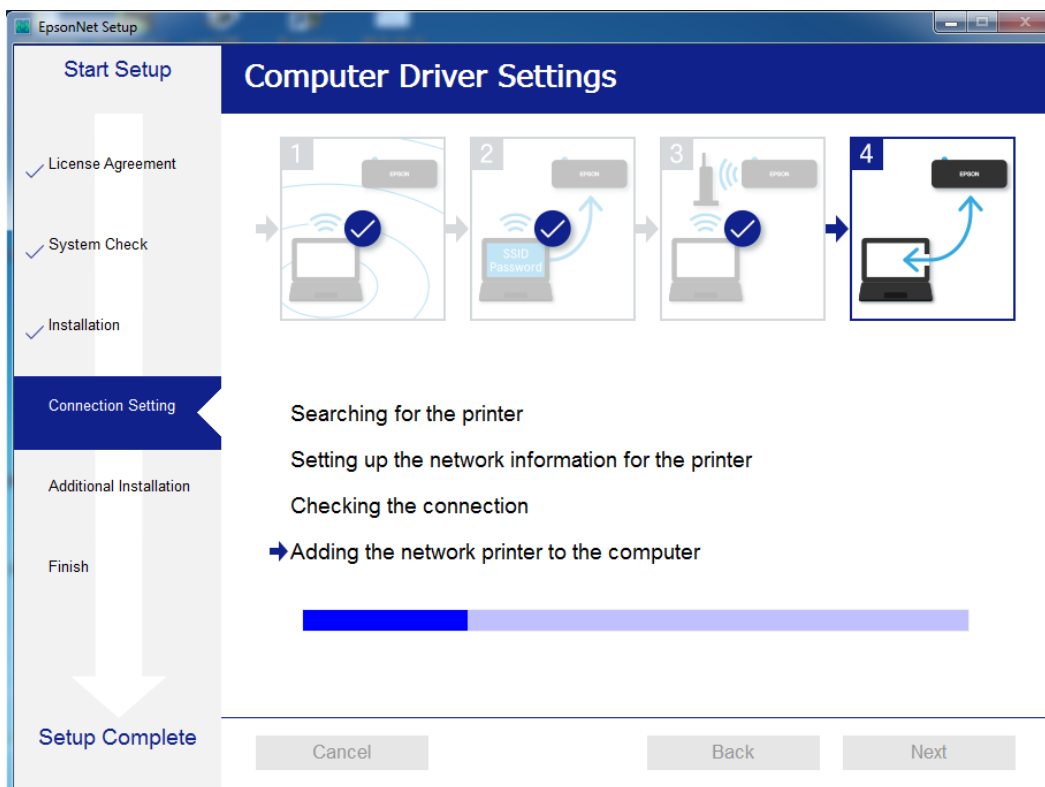 EpsonNet Setup
Start Setup
License Agreement
System Check
Installation
Connection Setting
Additional Installation
Finish
Setup Complete
Computer Driver Settings
1
EPSON
2
EPSON
SSID
Password
3
EPSON
4
EPSON
Searching for the printer
Setting up the network information for the printer
Checking the connection
Adding the network printer to the computer
Cancel
Back
Next